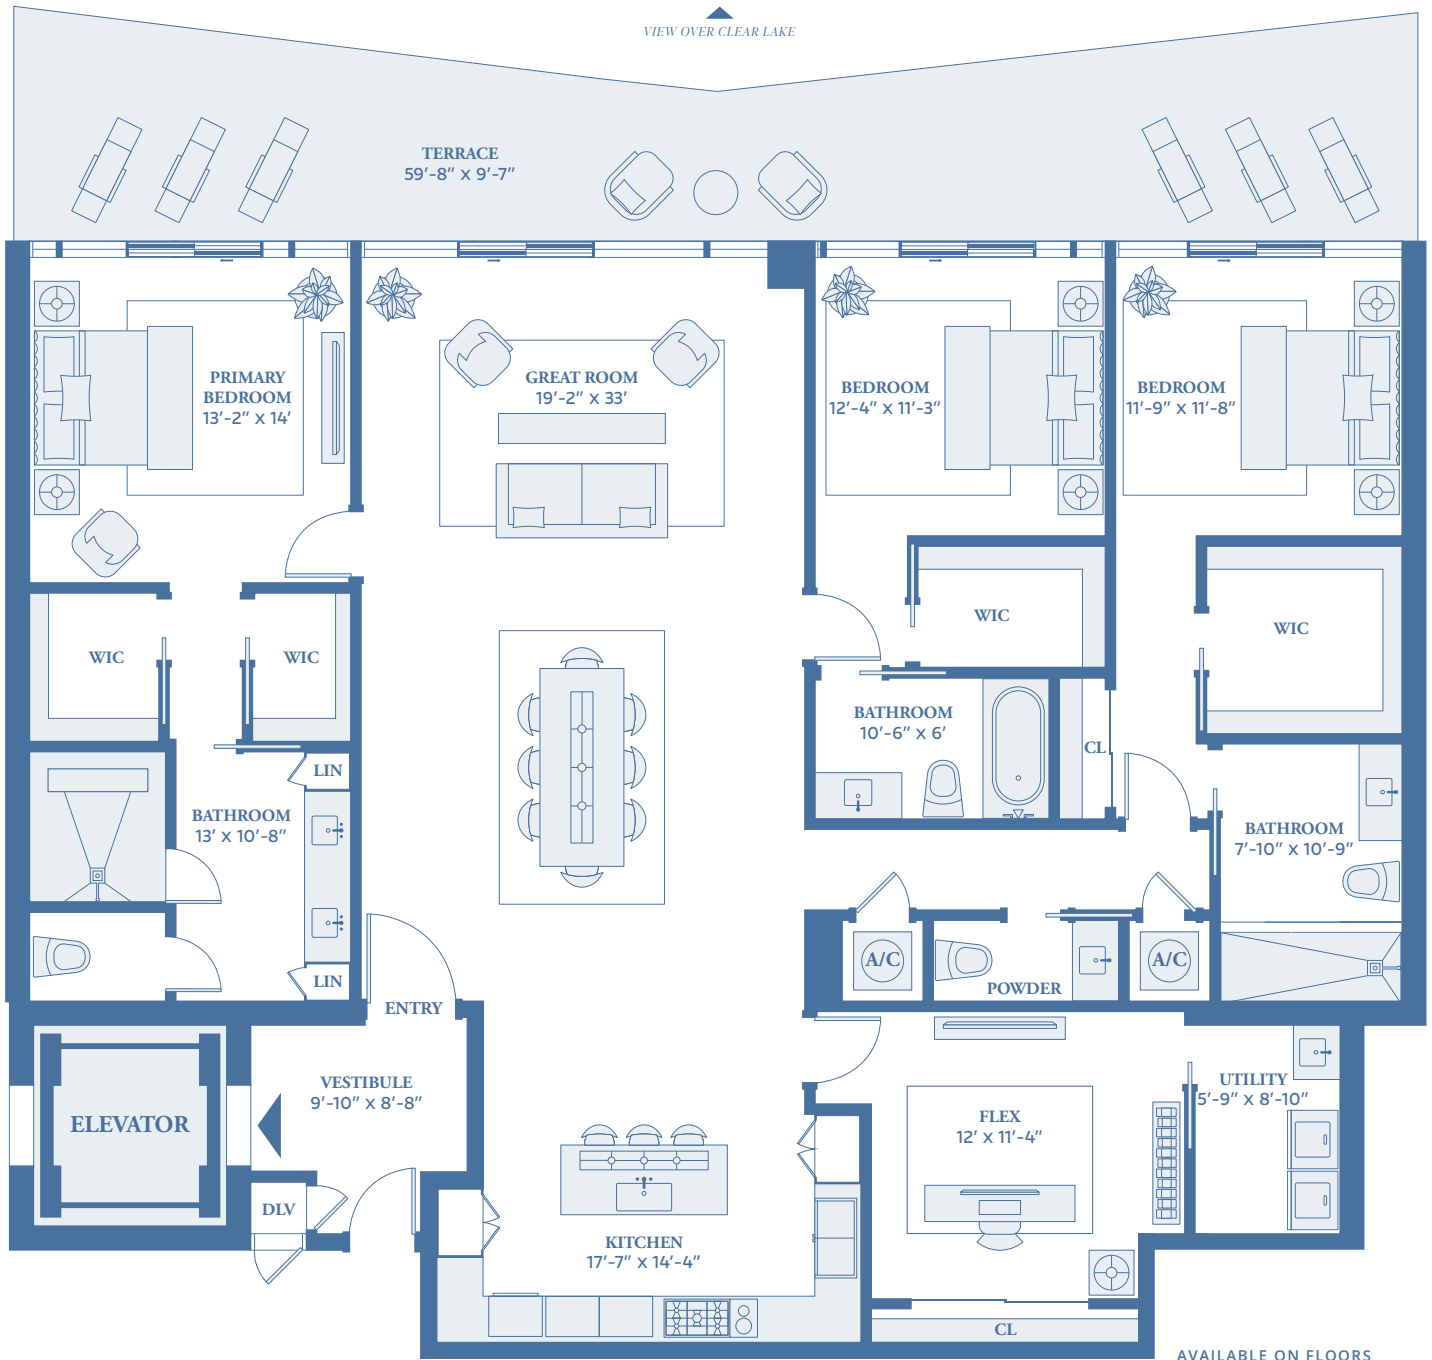 VIEW OVER CLEAR LAKE
TERRACE
59'-8" X 9'-7"
PRIMARY
BEDROOM
13'-2" X 14'
GREAT ROOM
19'-2" X 33'
BEDROOM
12'-4" X 11'-3"
BEDROOM
11'-9" X 11'-8"
WIC
WIC
WIC
WIC
BATHROOM
10'-6" X 6'
CL
LIN
BATHROOM
13' X 10'-8"
BATHROOM
7'-10" X 10'-9"
A/C
A/C
POWDER
LIN
ENTRY
VESTIBULE
9'-10" X 8'-8"
ELEVATOR
UTILITY
5'-9" X 8'-10"
FLEX
12' X 11'-4"
DLV
KITCHEN
17'-7" X 14'-4"
CL
AVAILABLE ON FLOORS